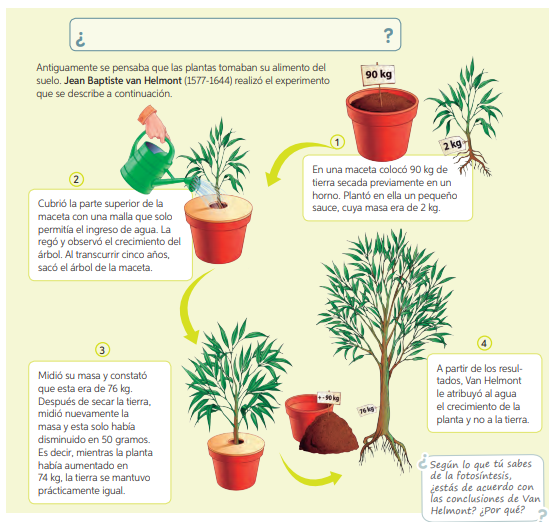 ¿ ?
Antiguamente se pensaba que las plantas tomaban su alimento del
suelo. Jean Baptiste van Helmont (1577-1644) realizó el experimento
que se describe a continuación.
90 kg
2 kg
1
En una maceta colocó 90 kg de
tierra secada previamente en un
horno. Plantó en ella un pequeño
sauce, cuya masa era de 2 kg.
2
Cubrió la parte superior de la
maceta con una malla que solo
permitía el ingreso de agua. La
regó y observó el crecimiento del
árbol. Al transcurrir cinco años,
sacó el árbol de la maceta.
3
Midió su masa y constató
que esta era de 76 kg.
Después de secar la tierra,
midió nuevamente la
masa y esta solo había
disminuido en 50 gramos.
Es decir, mientras la planta
había aumentado en
74 kg, la tierra se mantuvo
prácticamente igual.
+-90 kg
76 kg
4
A partir de los resul-
tados, Van Helmont
le atribuyó al agua
el crecimiento de la
planta y no a la tierra.
¿ Según lo que tú sabes
de la fotosíntesis,
¿estás de acuerdo con
las conclusiones de Van
Helmont? ¿Por qué?
?